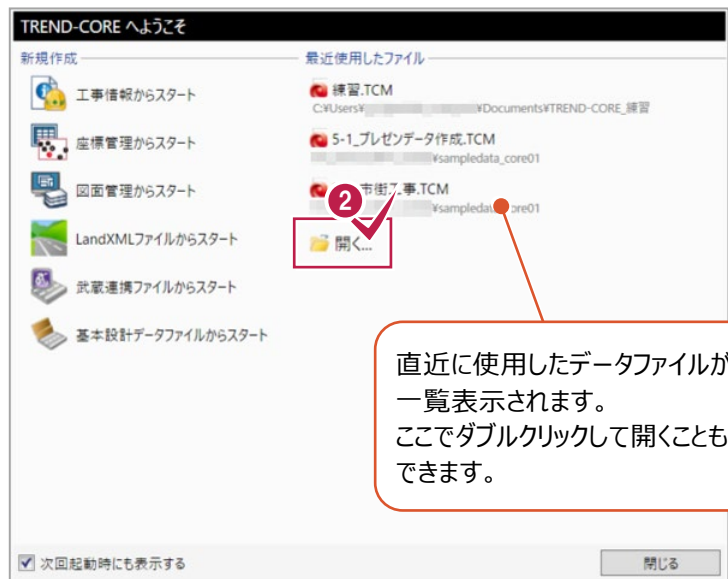 TREND-CORE へようこそ
新規作成
工事情報からスタート
座標管理からスタート
図面管理からスタート
LandXMLファイルからスタート
武蔵連携ファイルからスタート
基本設計データファイルからスタート
最近使用したファイル
練習.TCM
C:¥Users¥ ¥Documents¥TREND-CORE_練習
5-1_プレゼンデータ作成.TCM
¥sampledata_core01
市街工事.TCM
¥sampledata_core01
2
開く...
直近に使用したデータファイルが
一覧表示されます。
ここでダブルクリックして開くことも
できます。
次回起動時にも表示する
閉じる